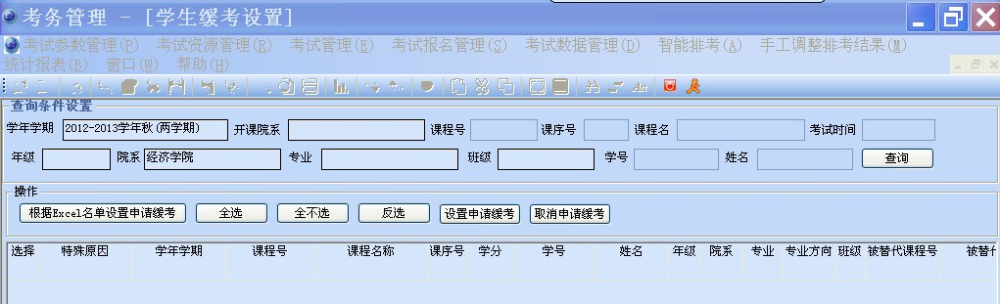 考务管理 - [学生缓考设置]
考试参数管理(P) 考试资源管理(R) 考试管理(E) 考试报名管理(S) 考试数据管理(D) 智能排考(A) 手工调整排考结果(M)
统计报表(B) 窗口(W) 帮助(H)
查询条件设置
学年学期 2012-2013学年秋(两学期) 开课院系 课程号 课序号 课程名 考试时间
年级 院系 经济学院 专业 班级 学号 姓名 查询
操作
根据Excel名单设置申请缓考 全选 全不选 反选 设置申请缓考 取消申请缓考
选择 特殊原因 学年学期 课程号 课程名称 课序号 学分 学号 姓名 年级 院系 专业 专业方向 班级 被替代课程号 被替代